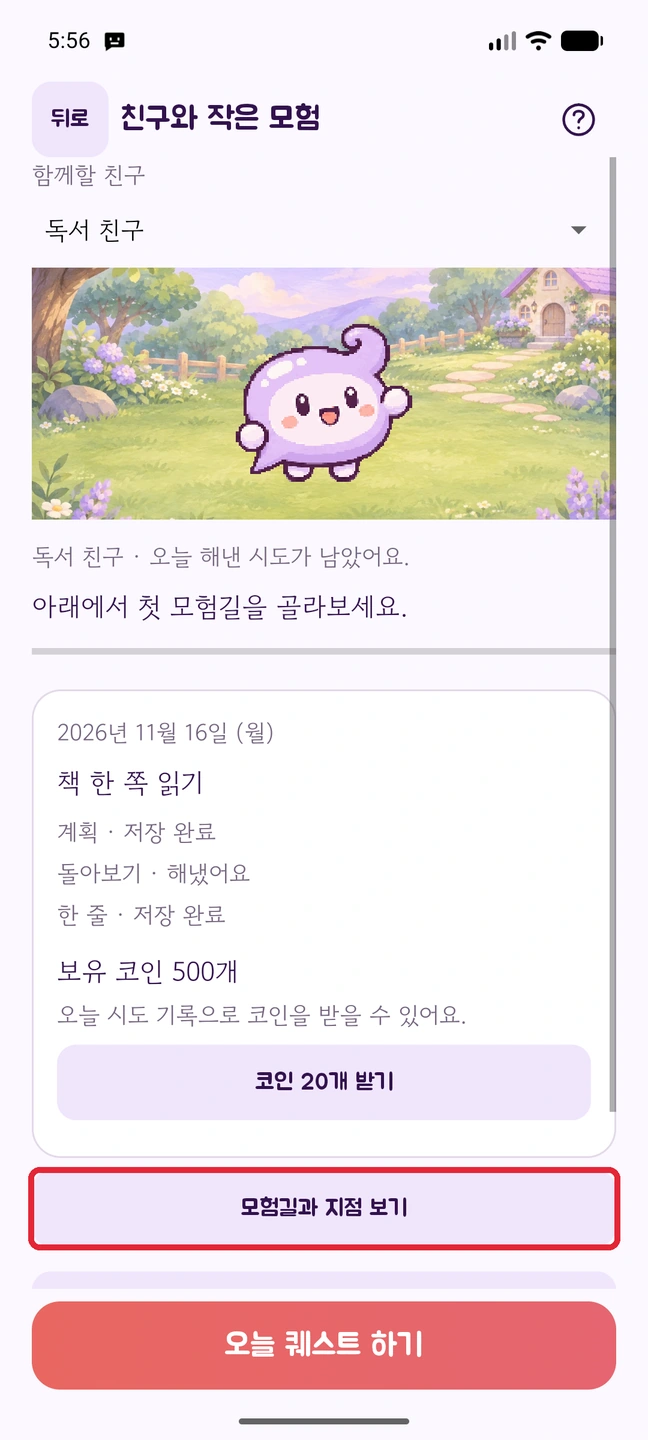 5:56
뒤로
친구와 작은 모험
함께할 친구
독서 친구
독서 친구 · 오늘 해낸 시도가 남았어요.
아래에서 첫 모험길을 골라보세요.
2026년 11월 16일 (월)
책 한 쪽 읽기
계획 · 저장 완료
돌아보기 · 해냈어요
한 줄 · 저장 완료
보유 코인 500개
오늘 시도 기록으로 코인을 받을 수 있어요.
코인 20개 받기
모험길과 지점 보기
오늘 퀘스트 하기